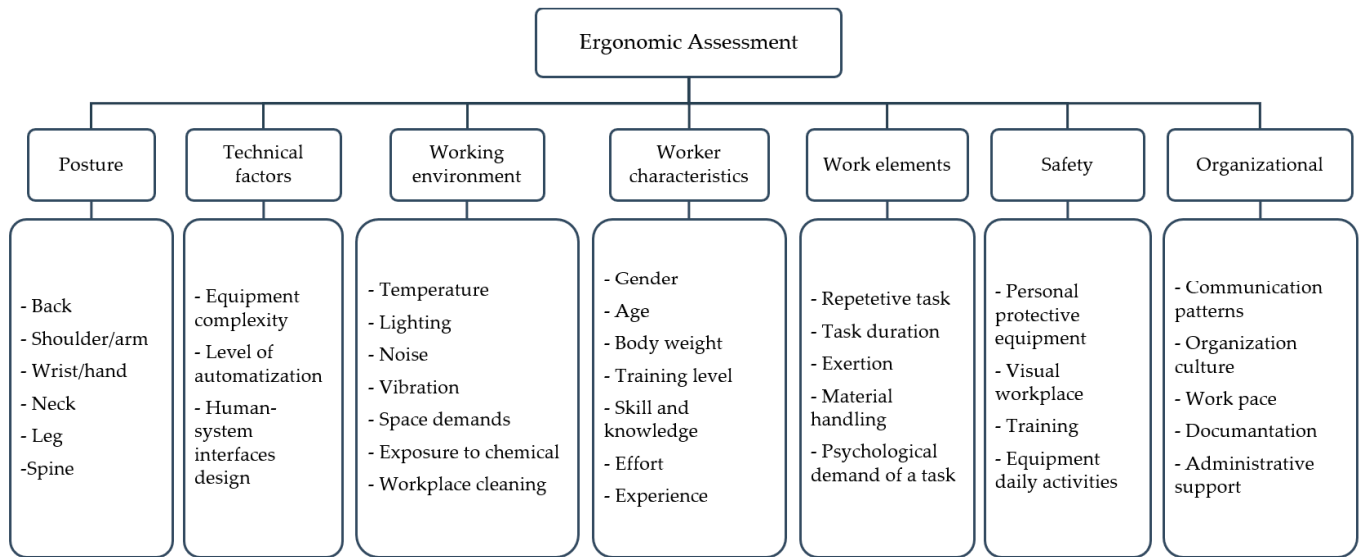 Ergonomic Assessment
Posture
Technical
factors
Working
environment
Worker
characteristics
Work elements
Safety
Organizational
- Back
- Shoulder/arm
- Wrist/hand
- Neck
- Leg
-Spine
- Equipment
complexity
- Level of
automatization
- Human-
system
interfaces
design
- Temperature
- Lighting
- Noise
- Vibration
- Space demands
- Exposure to chemical
- Workplace cleaning
- Gender
- Age
- Body weight
- Training level
- Skill and
knowledge
- Effort
- Experience
- Repetetive task
- Task duration
- Exertion
- Material
handling
- Psychological
demand of a task
- Personal
protective
equipment
- Visual
workplace
- Training
- Equipment
daily activities
- Communication
patterns
- Organization
culture
- Work pace
- Documantation
- Administrative
support